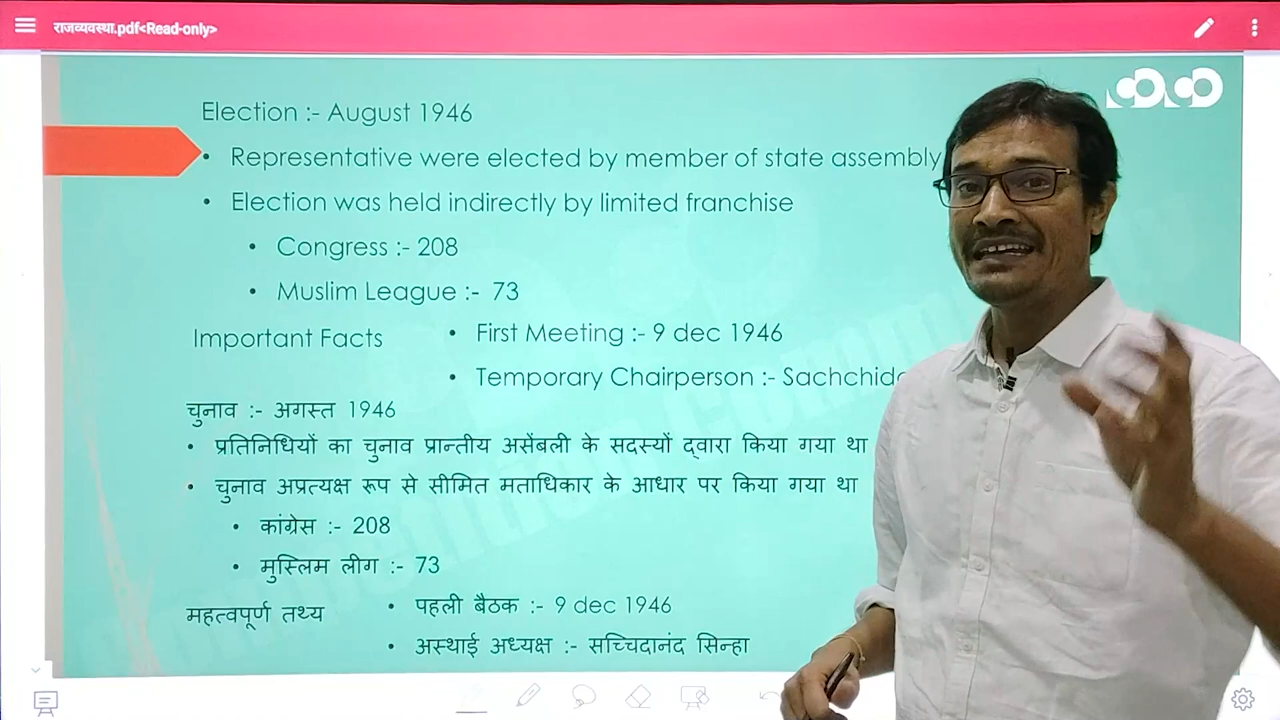 राजव्यवस्था.pdf<Read-only>
Election :- August 1946
• Representative were elected by member of state assembly
• Election was held indirectly by limited franchise
• Congress :- 208
• Muslim League :- 73
Important Facts
• First Meeting :- 9 dec 1946
• Temporary Chairperson :- Sachchid
चुनाव :- अगस्त 1946
• प्रतिनिधियों का चुनाव प्रान्तीय असेंबली के सदस्यों द्वारा किया गया था
• चुनाव अप्रत्यक्ष रूप से सीमित मताधिकार के आधार पर किया गया था
• कांग्रेस :- 208
• मुस्लिम लीग :- 73
महत्वपूर्ण तथ्य
• पहली बैठक :- 9 dec 1946
• अस्थाई अध्यक्ष :- सच्चिदानंद सिन्हा